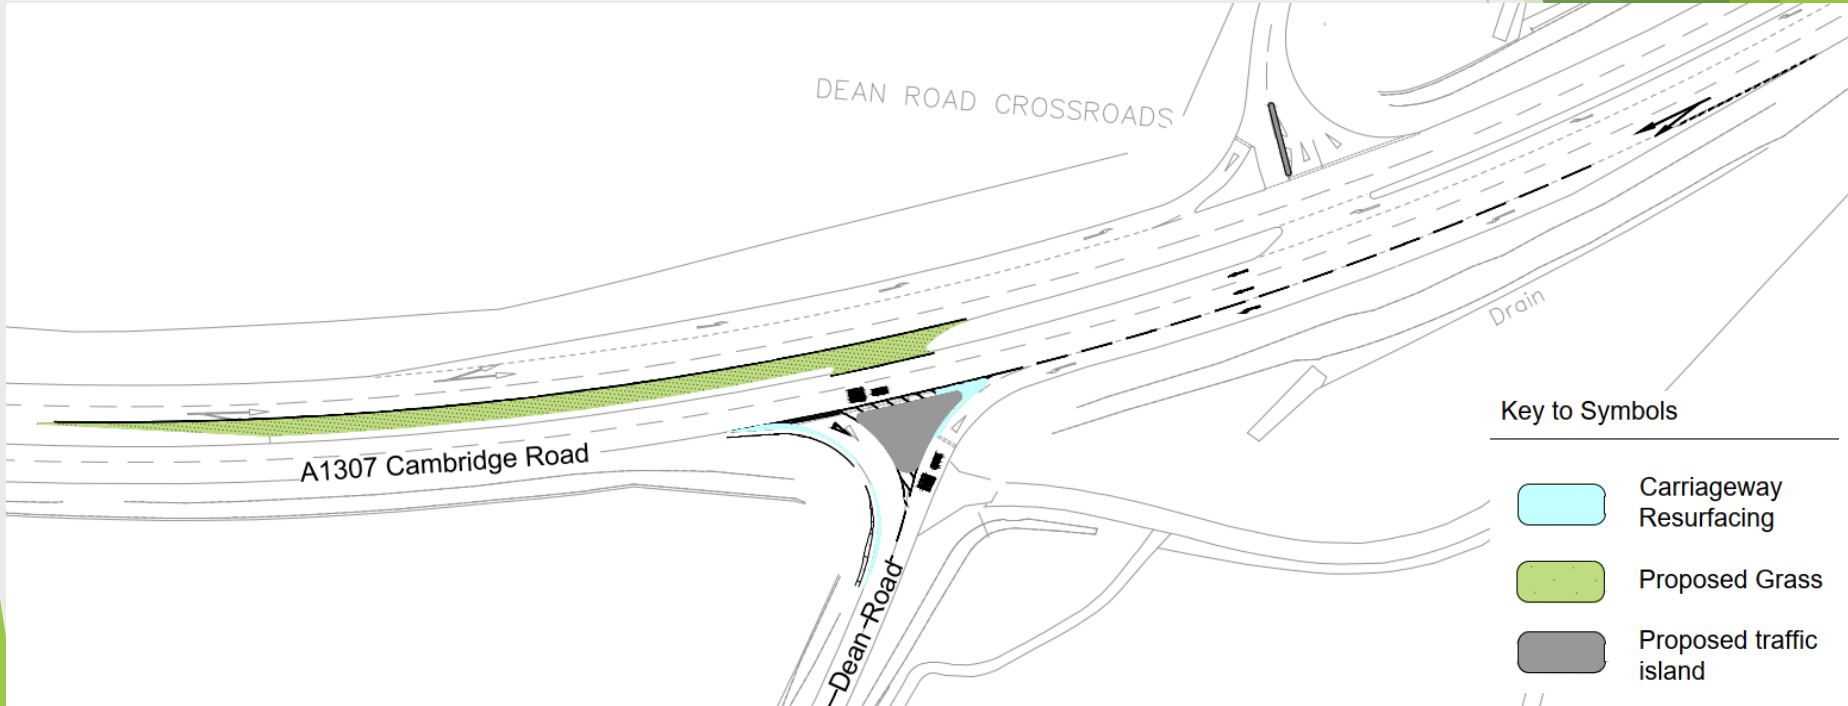 DEAN ROAD CROSSROADS
Drain
A1307 Cambridge Road
Dean Road
Key to Symbols
Carriageway
Resurfacing
Proposed Grass
Proposed traffic
island